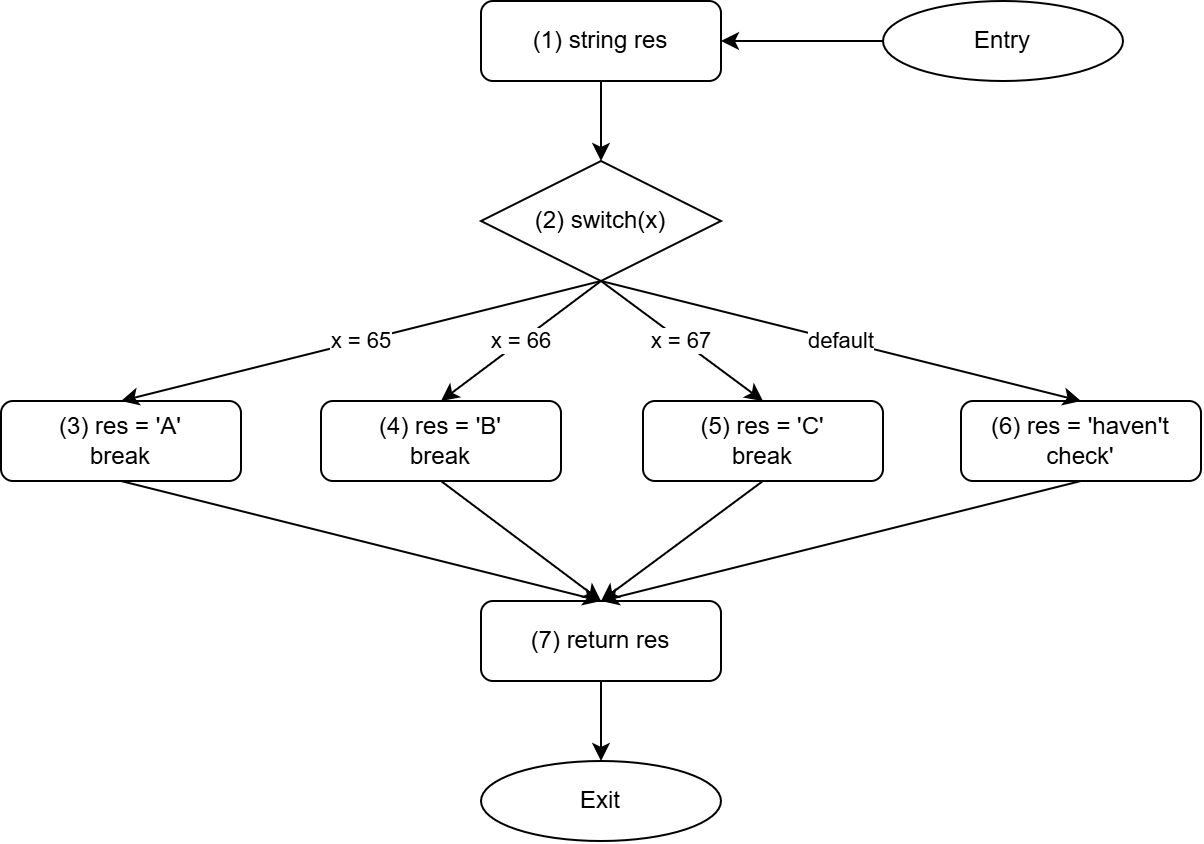 (1) string res
Entry
(2) switch(x)
x = 65
x = 66
x = 67
default
(3) res = 'A'
break
(4) res = 'B'
break
(5) res = 'C'
break
(6) res = 'haven't
check'
(7) return res
Exit